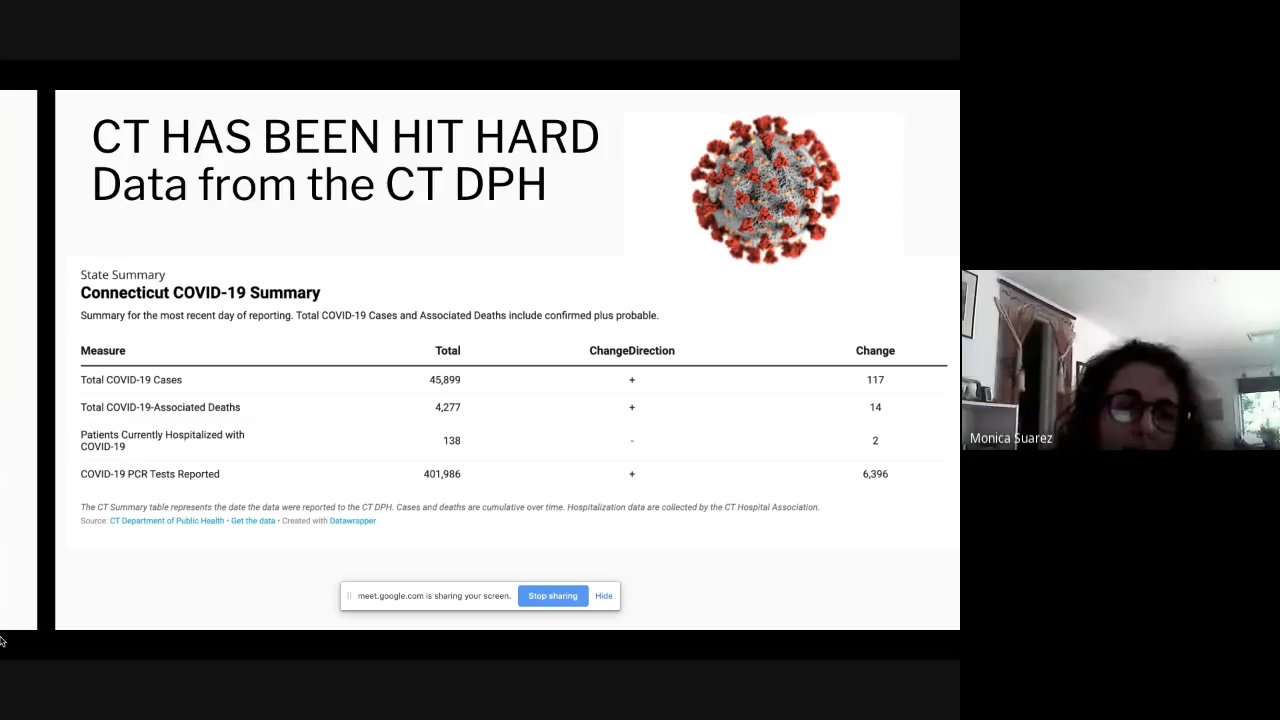 CT HAS BEEN HIT HARD
Data from the CT DPH
State Summary
Connecticut COVID-19 Summary
Summary for the most recent day of reporting. Total COVID-19 Cases and Associated Deaths include confirmed plus probable.
Measure Total ChangeDirection Change
Total COVID-19 Cases 45,899 + 117
Total COVID-19-Associated Deaths 4,277 + 14
Patients Currently Hospitalized with
COVID-19 138 - 2
COVID-19 PCR Tests Reported 401,986 + 6,396
The CT Summary table represents the date the data were reported to the CT DPH. Cases and deaths are cumulative over time. Hospitalization data are collected by the CT Hospital Association.
Source: CT Department of Public Health • Get the data • Created with Datawrapper
meet.google.com is sharing your screen. Stop sharing Hide
Monica Suarez